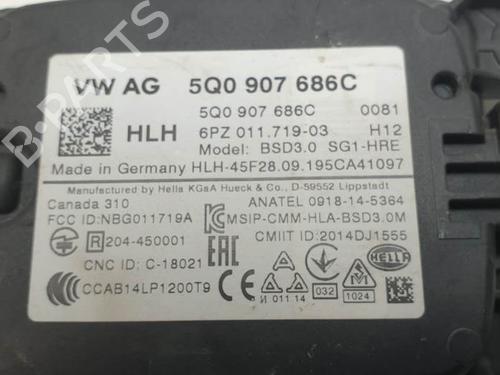 VW AG 5Q0 907 686C
5Q0 907 686C 0081
HLH 6PZ 011.719-03 H12
Model: BSD3.0 SG1-HRE
Made in Germany HLH-45F28.09.195CA41097
Manufactured by Hella KGaA Hueck & Co., D-59552 Lippstadt
Canada 310 ANATEL 0918-14-5364
FCC ID:NBG011719A MSIP-CMM-HLA-BSD3.0M
R 204-450001 EAC CMIIT ID: 2014DJ1555
CNC ID: C-18021 HELLA
CCAB14LP1200T9 CE И 011 14 032 1024
B-PARTS